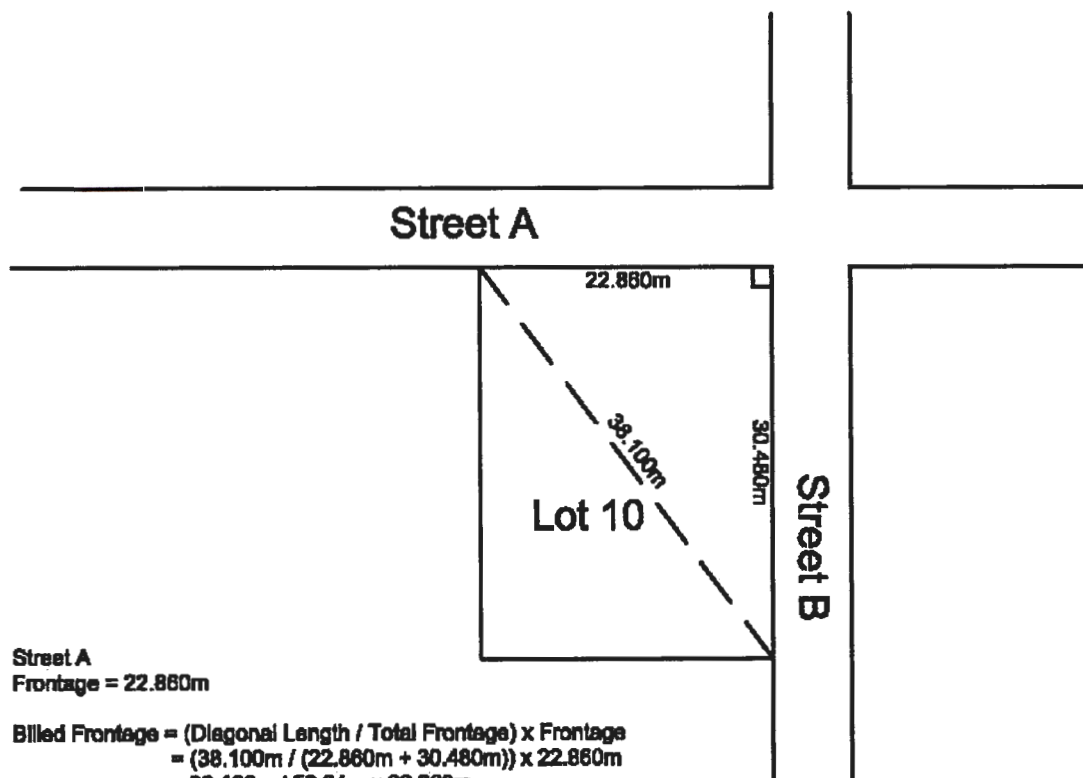 Street A
22.860m
38.100m
30.480m
Lot 10
Street B
Street A
Frontage = 22.860m
Billed Frontage = (Diagonal Length / Total Frontage) x Frontage
= (38.100m / (22.860m + 30.480m)) x 22.860m